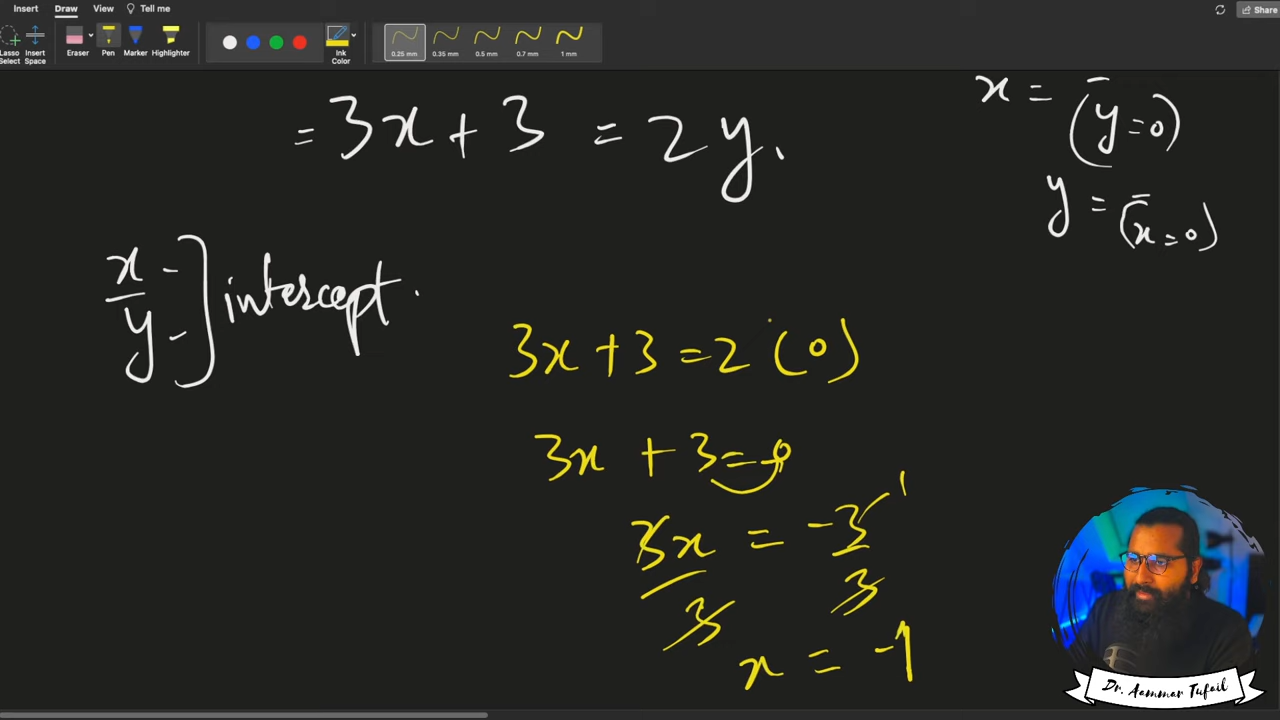 Insert Draw View Tell me
Share
Lasso Select
Insert Space
Eraser
Pen
Marker
Highlighter
Ink Color
0.25 mm
0.35 mm
0.5 mm
0.7 mm
1 mm
= 3x + 3 = 2y.
x =
(y = 0)
y =
(x = 0)
x -
y -
intercept.
3x + 3 = 2 (0)
3x + 3 = 0
3x = -3 1
3 3
x = -1
Dr. Aammar Tufail